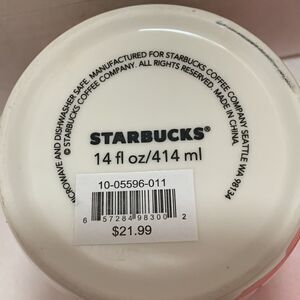 MICROWAVE AND DISHWASHER SAFE. MANUFACTURED FOR STARBUCKS COFFEE COMPANY SEATTLE WA 98134
© STARBUCKS COFFEE COMPANY. ALL RIGHTS RESERVED. MADE IN CHINA.
STARBUCKS®
14 fl oz/414 ml
10-05596-011
6 57284 98300 2
$21.99